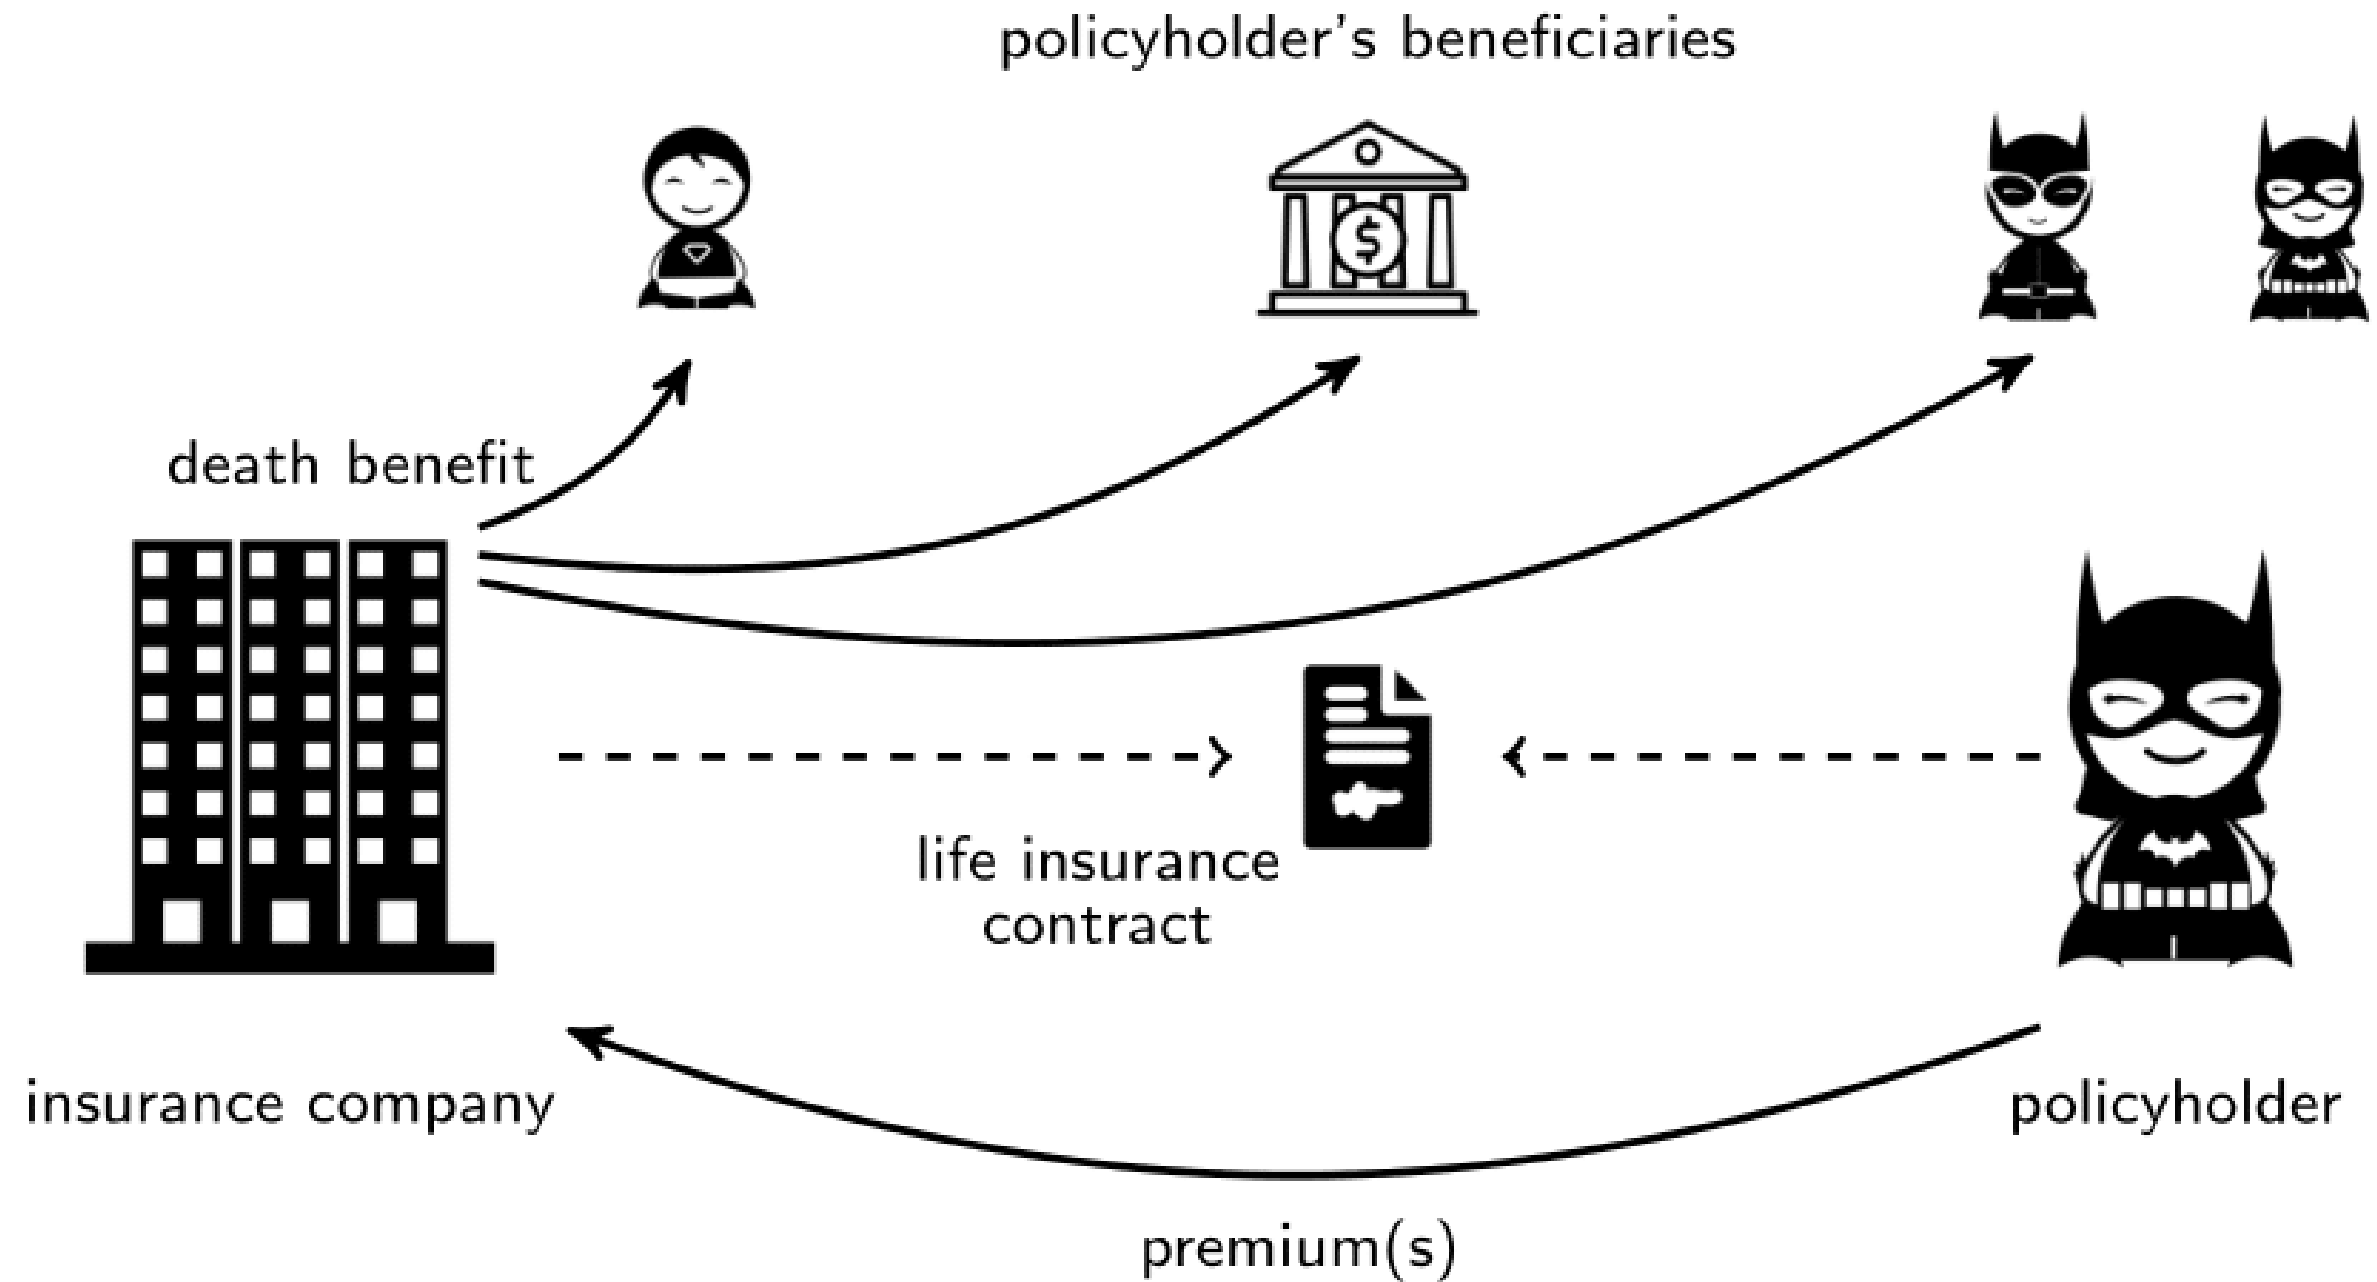 policyholder's beneficiaries
death benefit
$
life insurance
contract
insurance company
policyholder
premium(s)